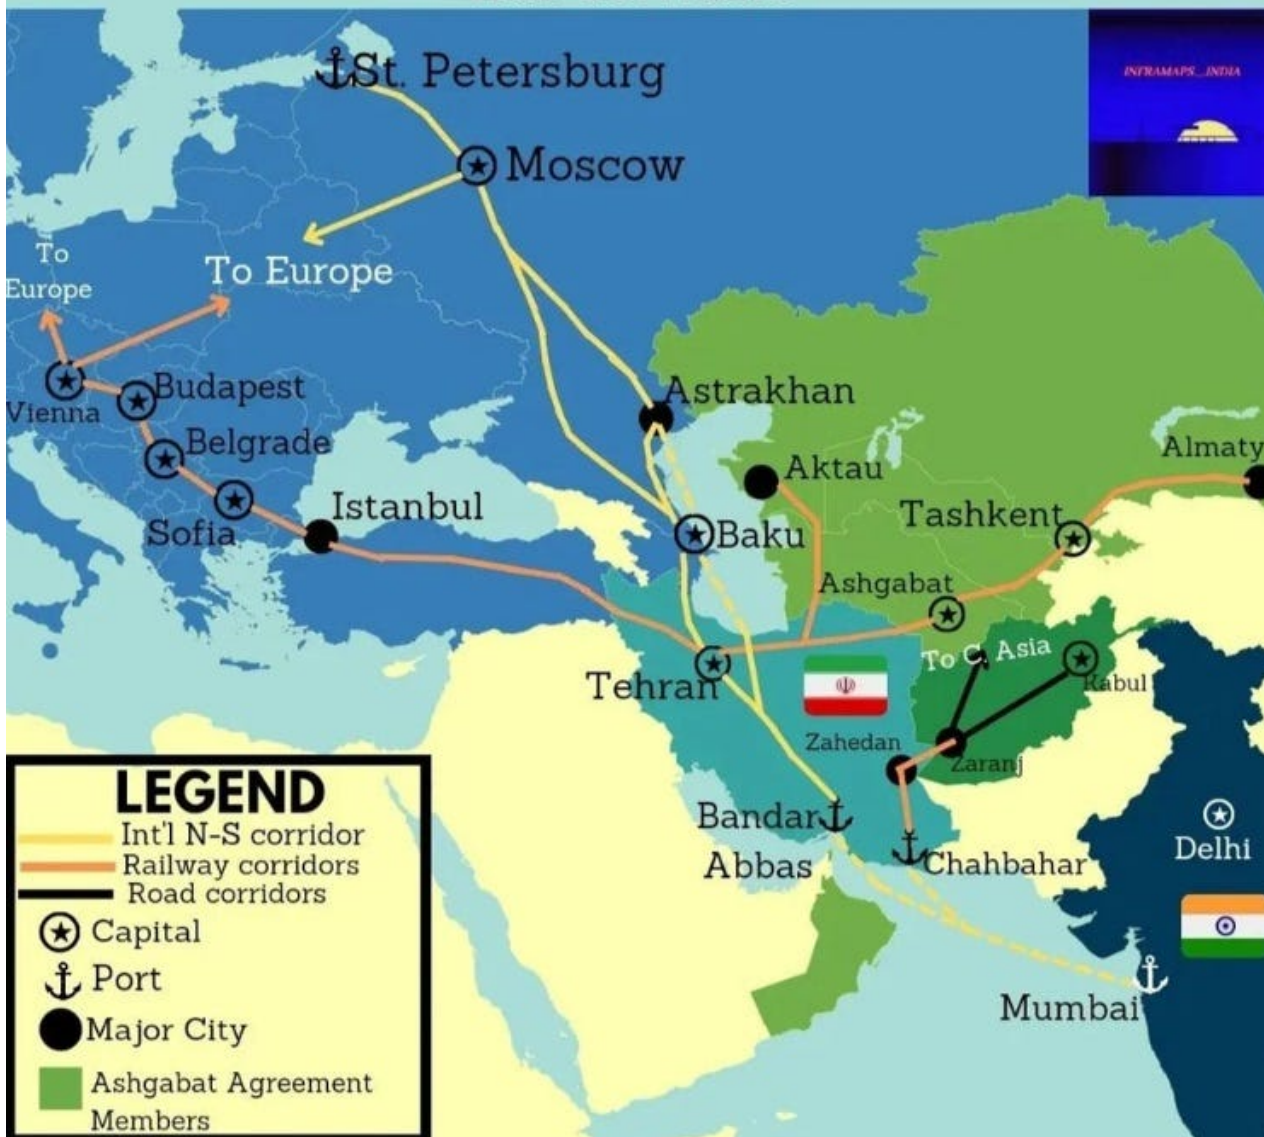 INFRAMAPS_INDIA
St. Petersburg
Moscow
To
Europe
To Europe
Vienna
Budapest
Belgrade
Sofia
Istanbul
Astrakhan
Aktau
Almaty
Tashkent
Baku
Ashgabat
Tehran
To C. Asia
Kabul
Zahedan
Zaranj
Bandar
Abbas
Chahbahar
Delhi
Mumbai
LEGEND
Int'l N-S corridor
Railway corridors
Road corridors
Capital
Port
Major City
Ashgabat Agreement
Members